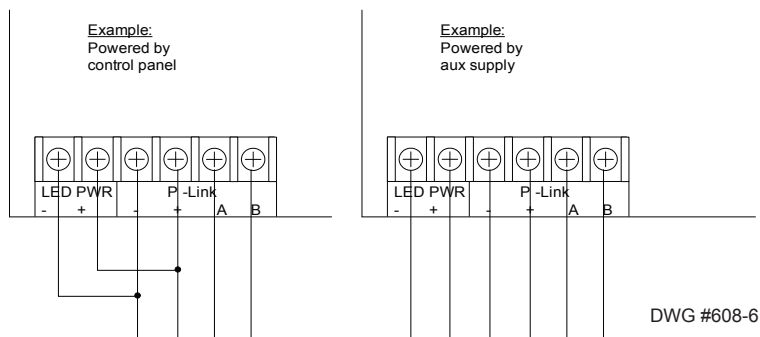 Example:
Powered by
control panel
LED PWR P -Link
- + - + A B
Example:
Powered by
aux supply
LED PWR P -Link
- + - + A B
DWG #608-6